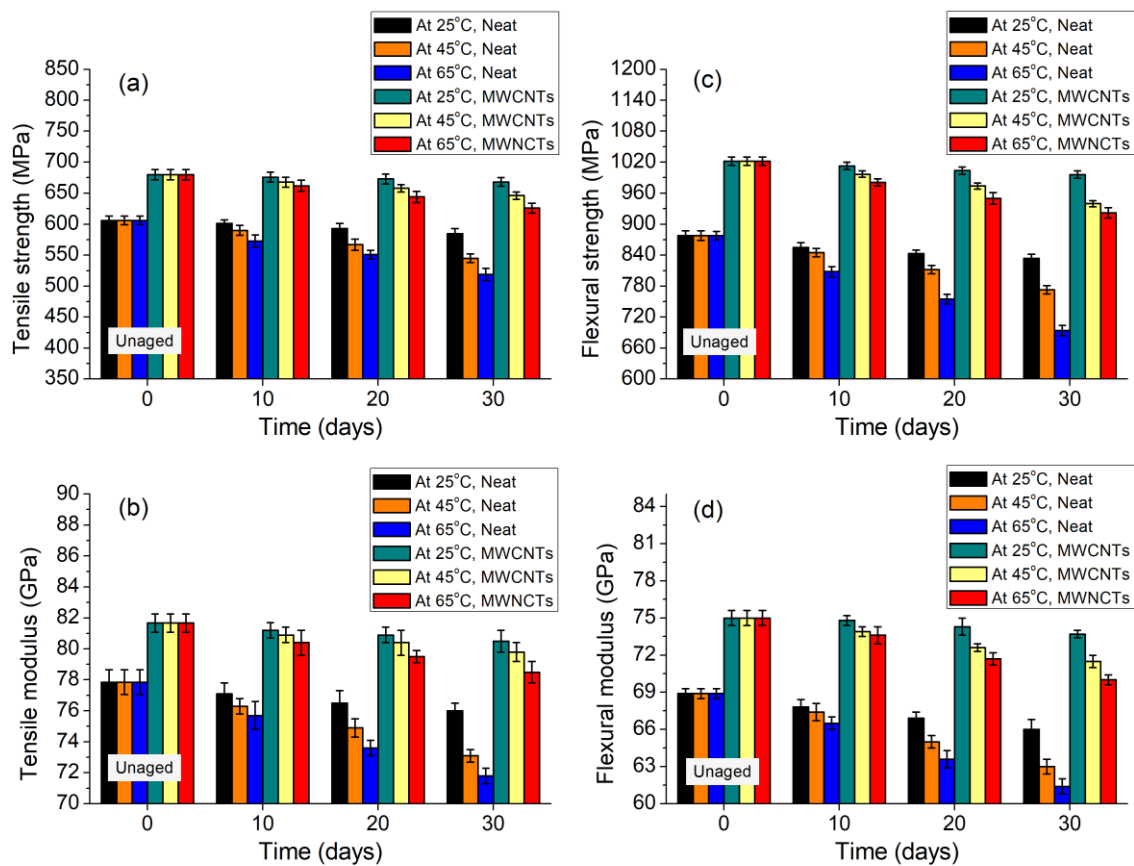 (a)
At 25°C, Neat
At 45°C, Neat
At 65°C, Neat
At 25°C, MWCNTs
At 45°C, MWCNTs
At 65°C, MWNCTs
Tensile strength (MPa)
850
800
750
700
650
600
550
500
450
400
350
Unaged
0 10 20 30
Time (days)
(c)
At 25°C, Neat
At 45°C, Neat
At 65°C, Neat
At 25°C, MWCNTs
At 45°C, MWCNTs
At 65°C, MWNCTs
Flexural strength (MPa)
1200
1140
1080
1020
960
900
840
780
720
660
600
Unaged
0 10 20 30
Time (days)
(b)
At 25°C, Neat
At 45°C, Neat
At 65°C, Neat
At 25°C, MWCNTs
At 45°C, MWCNTs
At 65°C, MWNCTs
Tensile modulus (GPa)
90
88
86
84
82
80
78
76
74
72
70
Unaged
0 10 20 30
Time (days)
(d)
At 25°C, Neat
At 45°C, Neat
At 65°C, Neat
At 25°C, MWCNTs
At 45°C, MWCNTs
At 65°C, MWNCTs
Flexural modulus (GPa)
84
81
78
75
72
69
66
63
60
Unaged
0 10 20 30
Time (days)